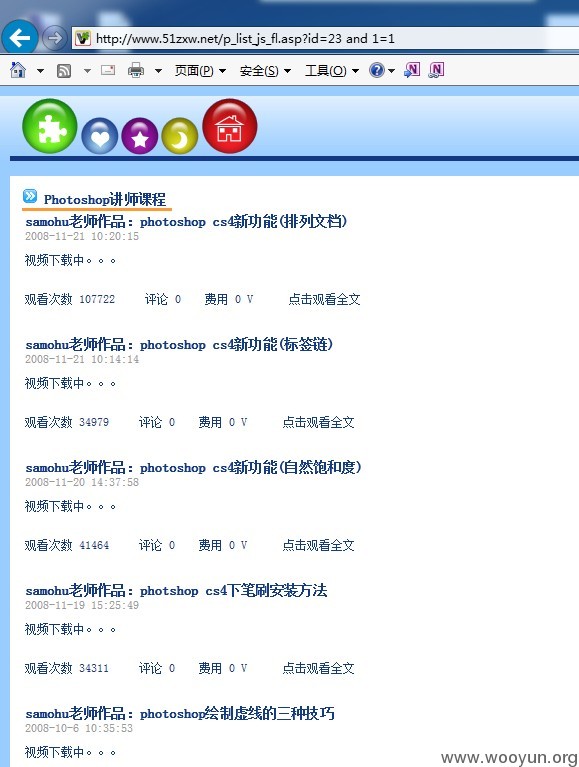 http://www.51zxw.net/p_list_js_fl.asp?id=23 and 1=1
页面(P) 安全(S) 工具(O)
Photoshop讲师课程
samohu老师作品：photoshop cs4新功能(排列文档)
2008-11-21 10:20:15
视频下载中。。。
观看次数 107722 评论 0 费用 0 V 点击观看全文
samohu老师作品：photoshop cs4新功能(标签链)
2008-11-21 10:14:14
视频下载中。。。
观看次数 34979 评论 0 费用 0 V 点击观看全文
samohu老师作品：photoshop cs4新功能(自然饱和度)
2008-11-20 14:37:58
视频下载中。。。
观看次数 41464 评论 0 费用 0 V 点击观看全文
samohu老师作品：photshop cs4下笔刷安装方法
2008-11-19 15:25:49
视频下载中。。。
观看次数 34311 评论 0 费用 0 V 点击观看全文
samohu老师作品：photoshop绘制虚线的三种技巧
2008-10-6 10:35:53
视频下载中。。。
www.wooyun.org